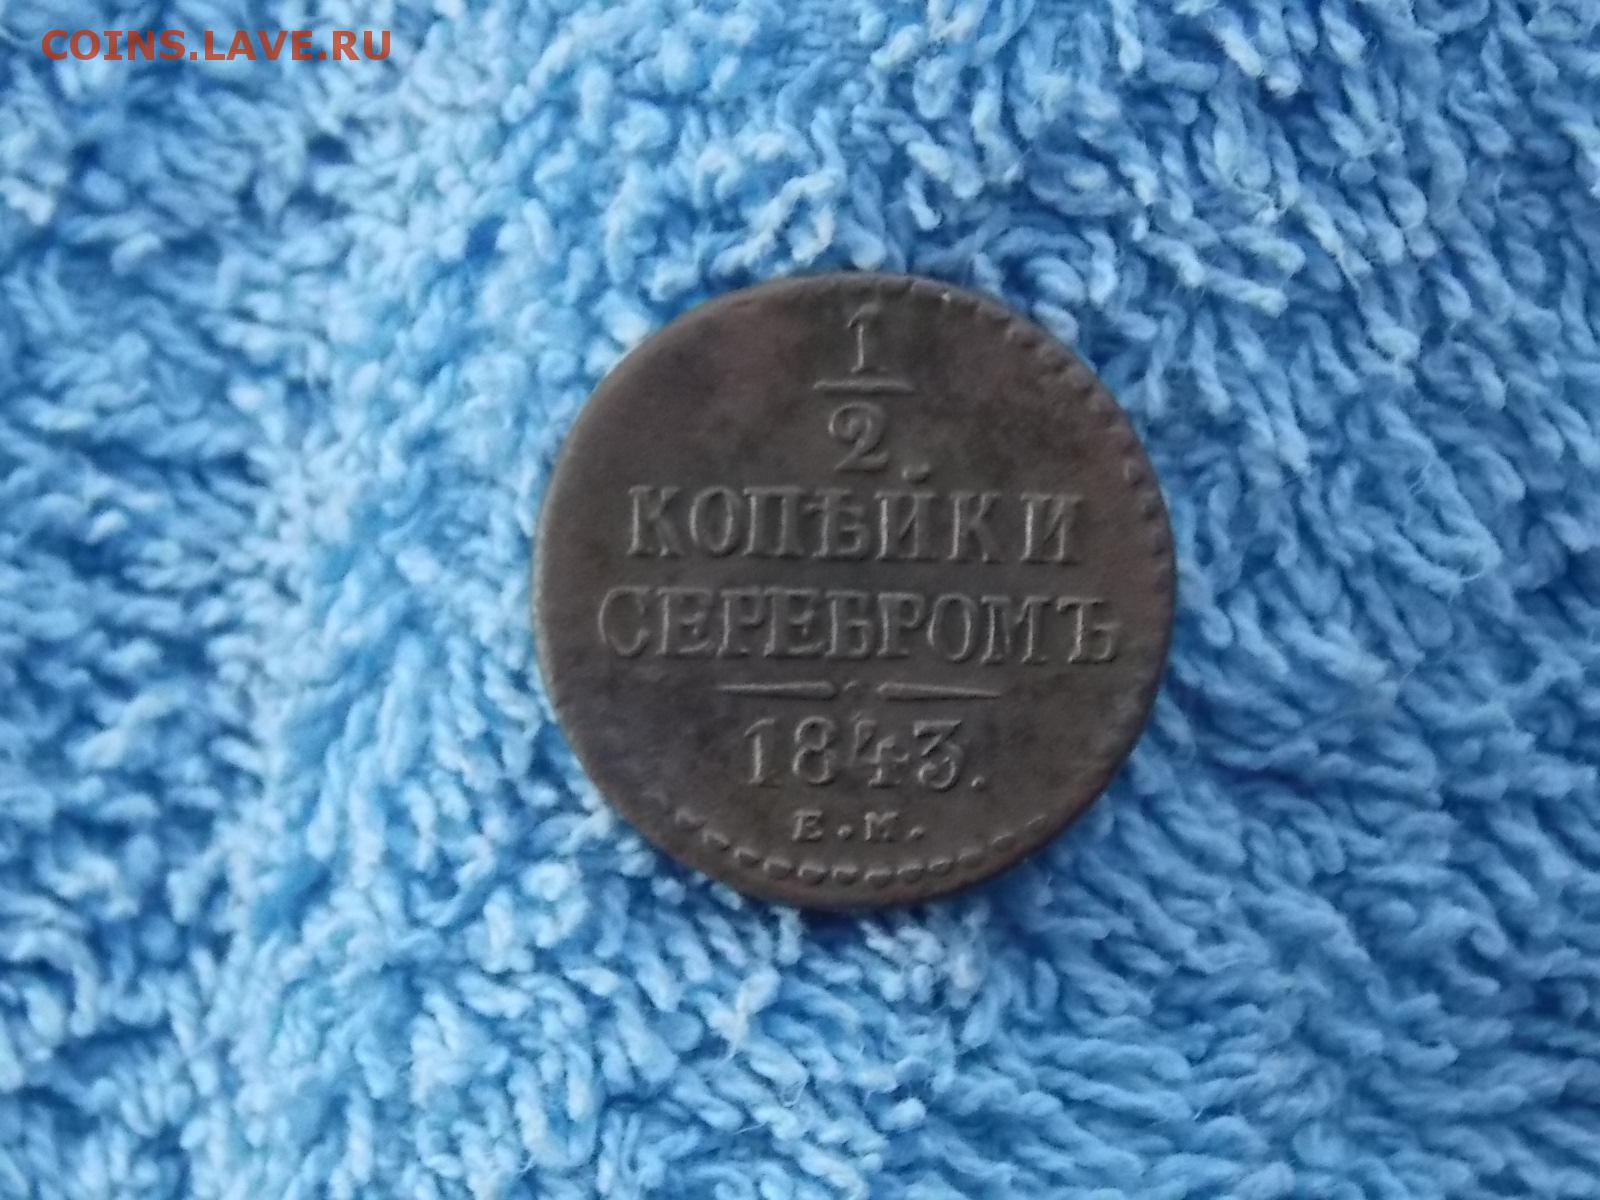 COINS.LAVE.RU
1
2
КОПѢЙКИ
СЕРЕБРОМЪ
1843.
Е.М.